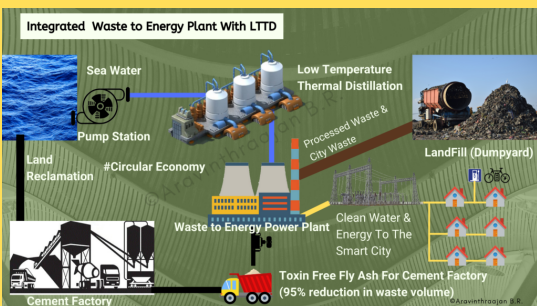 Integrated Waste to Energy Plant With LTTD
Sea Water
Low Temperature
Thermal Distillation
Pump Station
Processed Waste &
City Waste
LandFill (Dumpyard)
Land
Reclamation
#Circular Economy
©Aravinthraajan B.R.
Waste to Energy Power Plant
Clean Water &
Energy To The
Smart City
Cement Factory
Toxin Free Fly Ash For Cement Factory
(95% reduction in waste volume)
©Aravinthraajan B.R.